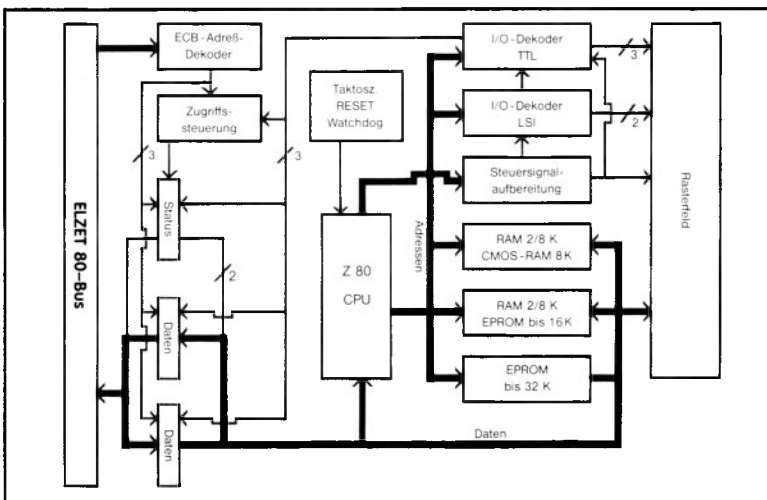 ECB-Adreß-
Dekoder
Zugriffs-
steuerung
3
Status
2
Daten
Daten
ELZET 80-Bus
Taktosz.
RESET
Watchdog
3
Z 80
CPU
Adressen
I/O-Dekoder
TTL
3
I/O-Dekoder
LSI
2
Steuersignal-
aufbereitung
RAM 2/8 K
CMOS-RAM 8K
RAM 2/8 K
EPROM bis 16K
EPROM
bis 32 K
Daten
Rasterfeld